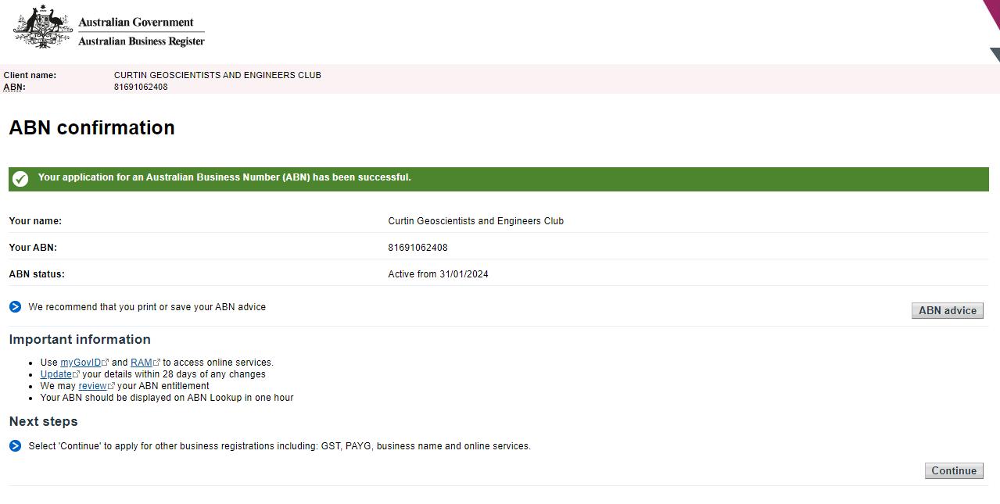 Australian Government
Australian Business Register
Client name: CURTIN GEOSCIENTISTS AND ENGINEERS CLUB
ABN: 81691062408
ABN confirmation
Your application for an Australian Business Number (ABN) has been successful.
Your name: Curtin Geoscientists and Engineers Club
Your ABN: 81691062408
ABN status: Active from 31/01/2024
We recommend that you print or save your ABN advice
ABN advice
Important information
Use myGovID and RAM to access online services.
Update your details within 28 days of any changes
We may review your ABN entitlement
Your ABN should be displayed on ABN Lookup in one hour
Next steps
Select 'Continue' to apply for other business registrations including: GST, PAYG, business name and online services.
Continue